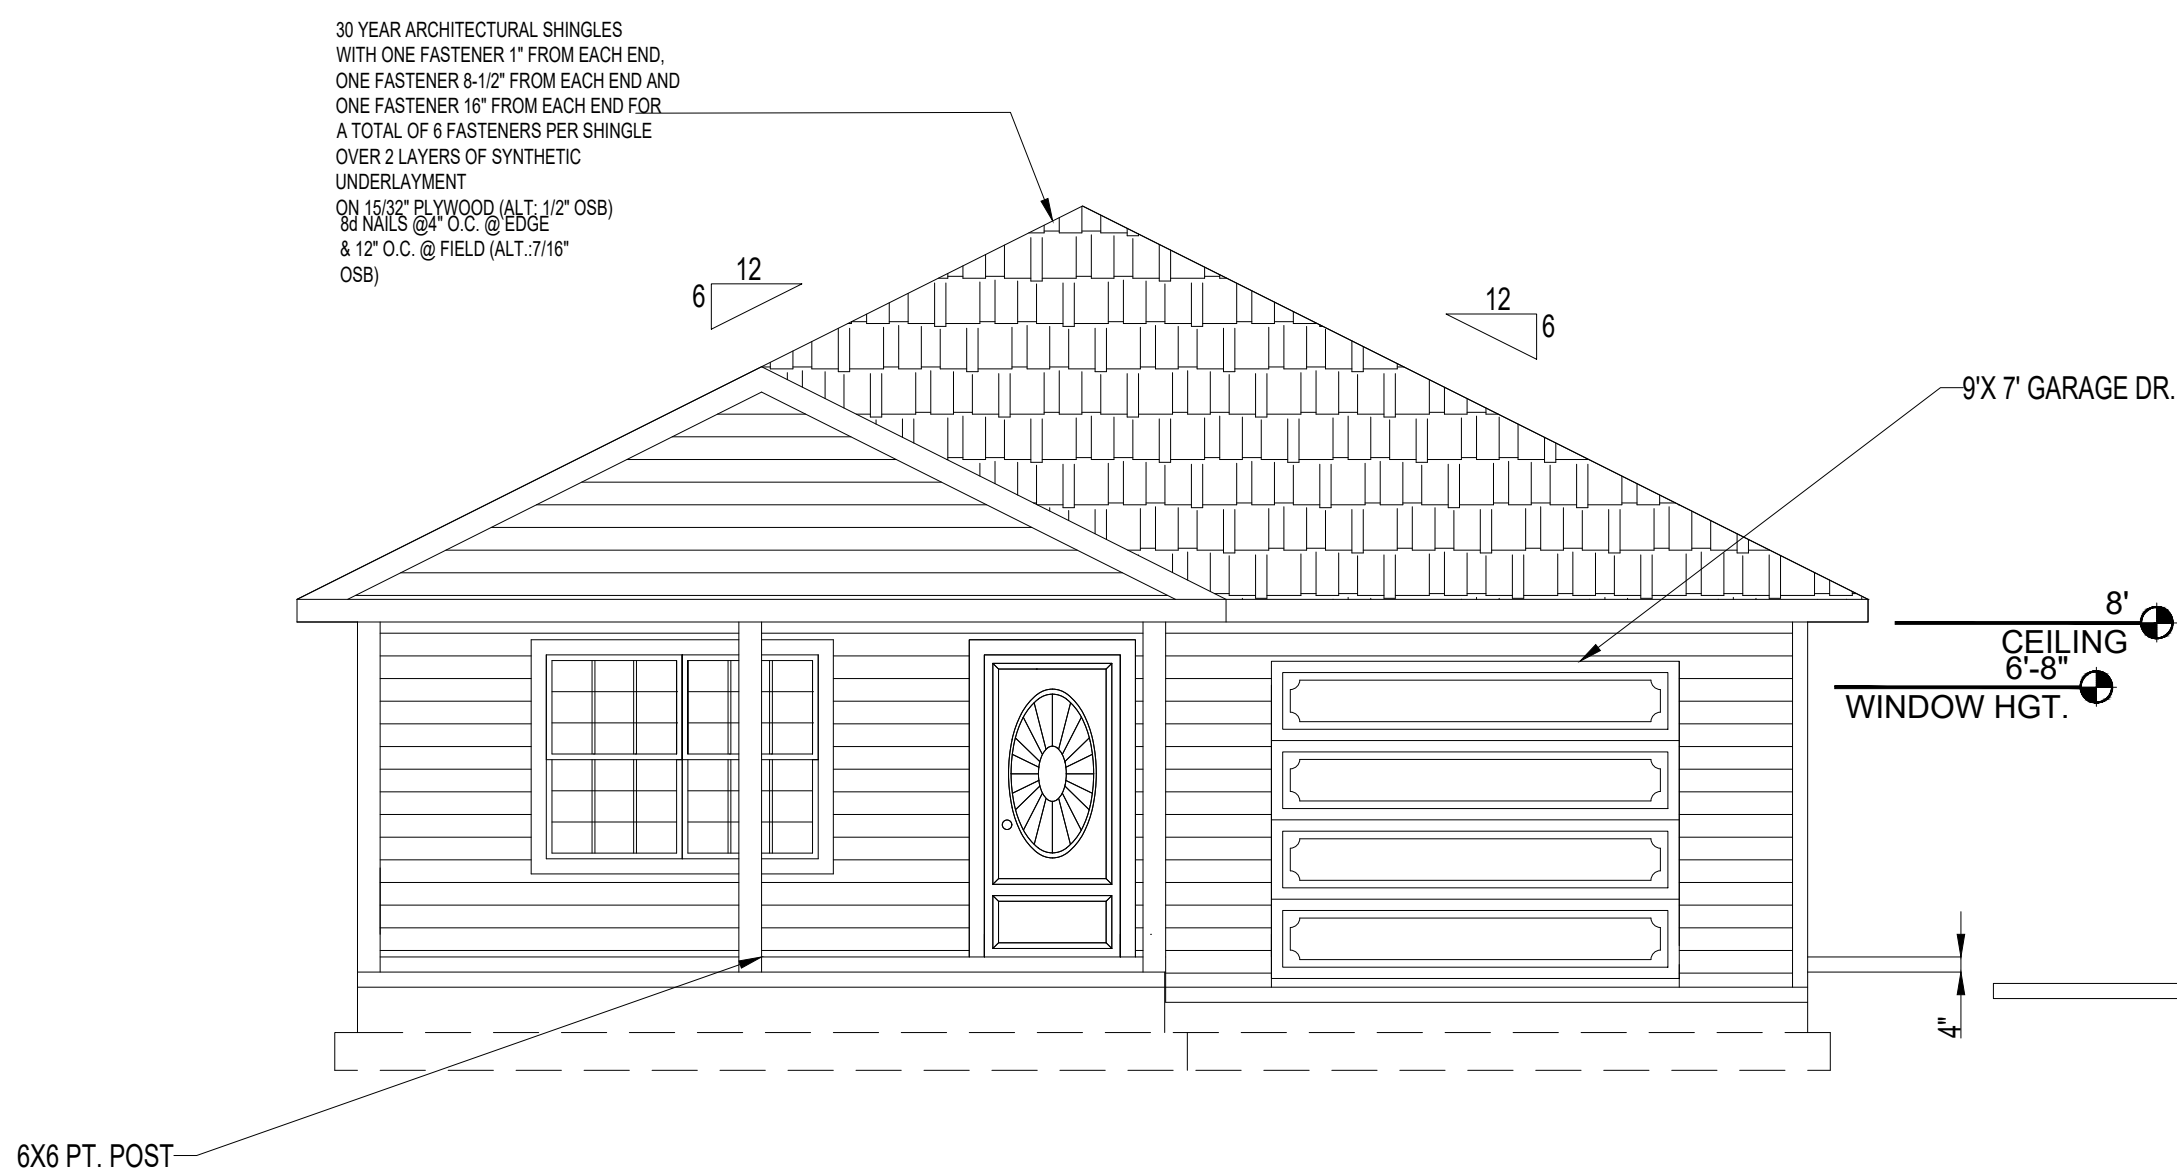 30 YEAR ARCHITECTURAL SHINGLES
WITH ONE FASTENER 1" FROM EACH END,
ONE FASTENER 8-1/2" FROM EACH END AND
ONE FASTENER 16" FROM EACH END FOR
A TOTAL OF 6 FASTENERS PER SHINGLE
OVER 2 LAYERS OF SYNTHETIC
UNDERLAYMENT
ON 15/32" PLYWOOD (ALT: 1/2" OSB)
8d NAILS @4" O.C. @ EDGE
& 12" O.C. @ FIELD (ALT.:7/16"
OSB)
12
6
12
6
9'X 7' GARAGE DR.
8'
CEILING
6'-8"
WINDOW HGT.
4"
6X6 PT. POST